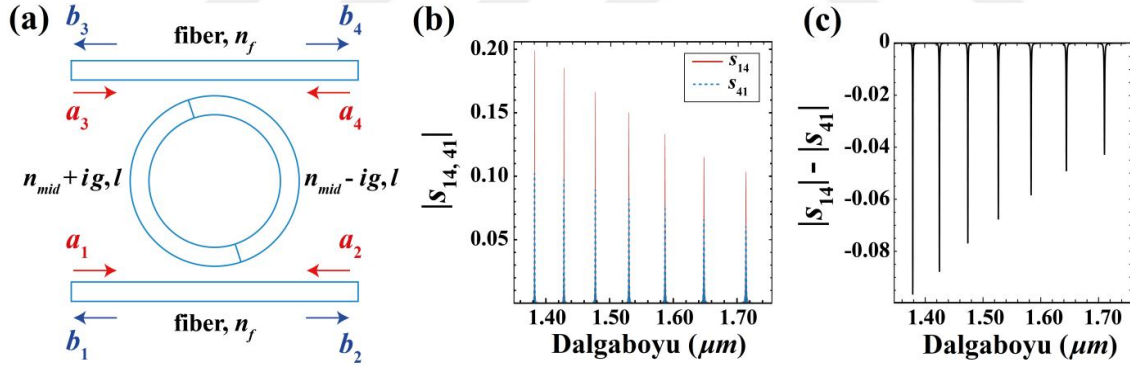 (a)
b3 b4
fiber, nf
a3 a4
nmid + ig, l nmid - ig, l
a1 a2
fiber, nf
b1 b2
(b)
0.20
0.15
0.10
0.05
|s14, 41|
s14
s41
1.40 1.50 1.60 1.70
Dalgaboyu (μm)
(c)
0
-0.02
-0.04
-0.06
-0.08
|s14| - |s41|
1.40 1.50 1.60 1.70
Dalgaboyu (μm)